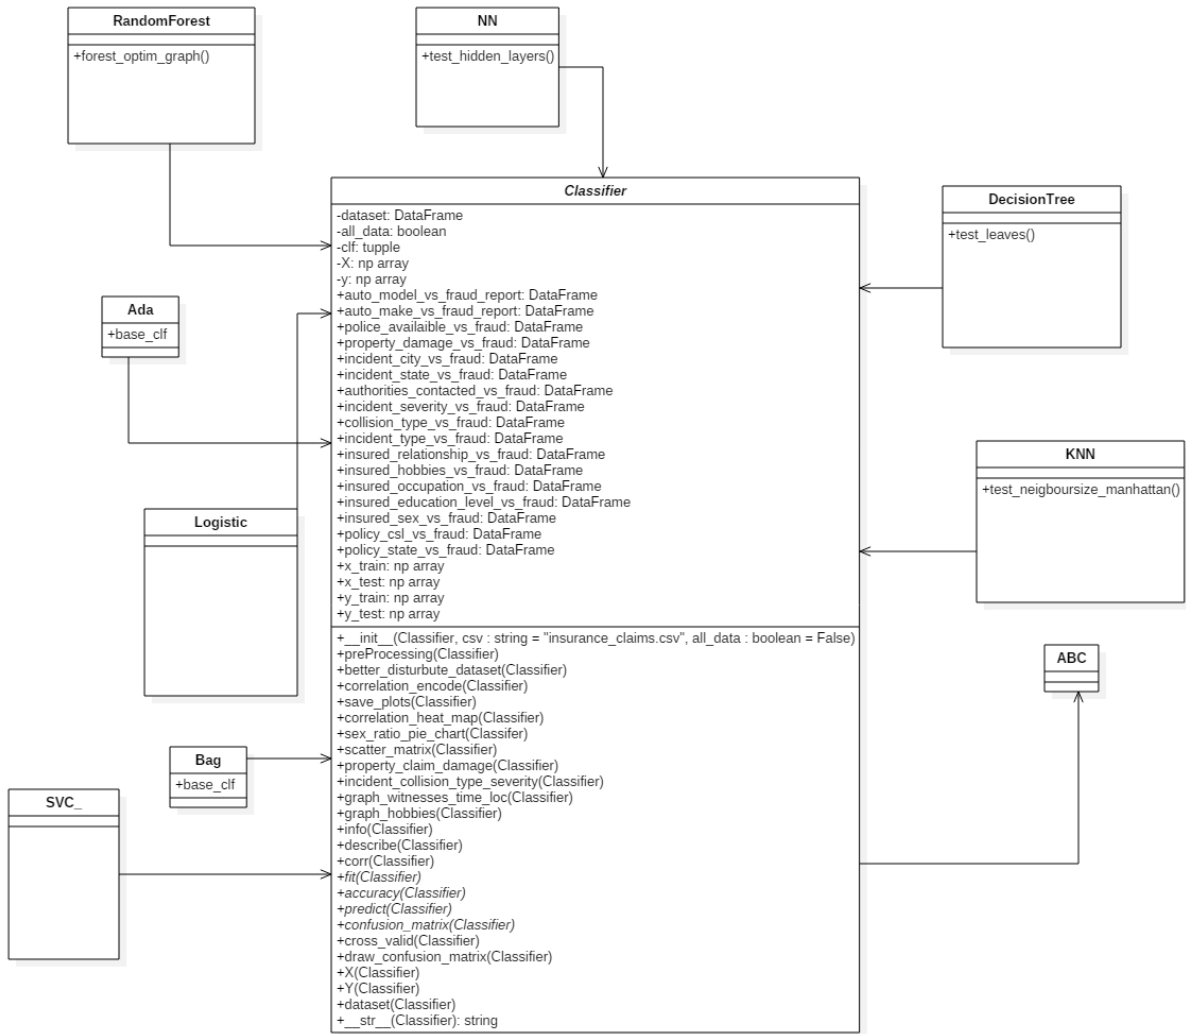 RandomForest
+forest_optim_graph()
NN
+test_hidden_layers()
Classifier
-dataset: DataFrame
-all_data: boolean
-clf: tupple
-X: np array
-y: np array
+auto_model_vs_fraud_report: DataFrame
+auto_make_vs_fraud_report: DataFrame
+police_availaible_vs_fraud: DataFrame
+property_damage_vs_fraud: DataFrame
+incident_city_vs_fraud: DataFrame
+incident_state_vs_fraud: DataFrame
+authorities_contacted_vs_fraud: DataFrame
+incident_severity_vs_fraud: DataFrame
+collision_type_vs_fraud: DataFrame
+incident_type_vs_fraud: DataFrame
+insured_relationship_vs_fraud: DataFrame
+insured_hobbies_vs_fraud: DataFrame
+insured_occupation_vs_fraud: DataFrame
+insured_education_level_vs_fraud: DataFrame
+insured_sex_vs_fraud: DataFrame
+policy_csl_vs_fraud: DataFrame
+policy_state_vs_fraud: DataFrame
+x_train: np array
+x_test: np array
+y_train: np array
+y_test: np array
+__init__(Classifier, csv : string = "insurance_claims.csv", all_data : boolean = False)
+preProcessing(Classifier)
+better_disturbute_dataset(Classifier)
+correlation_encode(Classifier)
+save_plots(Classifier)
+correlation_heat_map(Classifier)
+sex_ratio_pie_chart(Classifer)
+scatter_matrix(Classifier)
+property_claim_damage(Classifier)
+incident_collision_type_severity(Classifier)
+graph_witnesses_time_loc(Classifier)
+graph_hobbies(Classifier)
+info(Classifier)
+describe(Classifier)
+corr(Classifier)
+fit(Classifier)
+accuracy(Classifier)
+predict(Classifier)
+confusion_matrix(Classifier)
+cross_valid(Classifier)
+draw_confusion_matrix(Classifier)
+X(Classifier)
+Y(Classifier)
+dataset(Classifier)
+__str__(Classifier): string
DecisionTree
+test_leaves()
Ada
+base_clf
KNN
+test_neigboursize_manhattan()
Logistic
ABC
Bag
+base_clf
SVC_